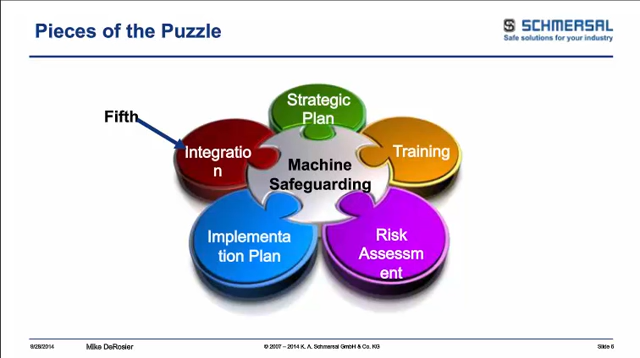 Pieces of the Puzzle
SCHMERSAL
Safe solutions for your industry
Strategic
Plan
Fifth
Integratio
n
Training
Machine
Safeguarding
Implementa
tion Plan
Risk
Assessm
ent
9/28/2014
Mike DeRosier
© 2007 – 2014 K. A. Schmersal GmbH & Co. KG
Slide 6